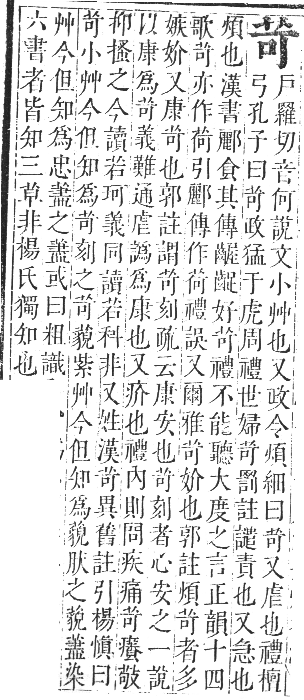 苛
戶羅切音何說文小艸也又政令煩細曰苛又虐也禮檀
弓孔子曰苛政猛于虎周禮世婦苛罰註譴責也又急也
煩也漢書酈食其傳齷齪好苛禮不能聽大度之言正韻十四
歌苛亦作荷引酈傳作荷禮誤又爾雅苛妎也郭註煩苛者多
嫉妎又康苛也郭註謂苛刻疏云康安也苛刻者心安之一說
以康爲苛義難通虐譌爲康也又疥也禮內則問疾痛苛癢敬
抑搔之今讀若珂義同讀若科非又姓漢苛異舊註引楊愼曰
苛小艸今但知爲苛刻之苛藐紫艸今但知爲藐肰之藐藎染
艸今但知爲忠藎之藎或曰粗識
六書者皆知三草非楊氏獨知也